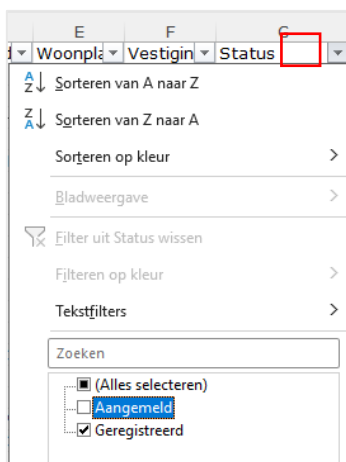 E F G
Woonpla Vestigin Status
Sorteren van A naar Z
Sorteren van Z naar A
Sorteren op kleur
Bladweergave
Filter uit Status wissen
Filteren op kleur
Tekstfilters
Zoeken
(Alles selecteren)
Aangemeld
Geregistreerd